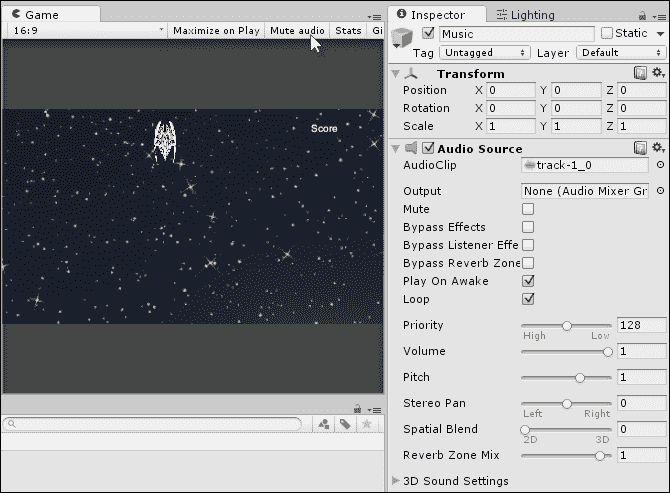 Game
16:9
Maximize on Play
Mute audio
Stats
Gi
Score
Inspector
Lighting
Music
Static
Tag
Untagged
Layer
Default
Transform
Position X 0 Y 0 Z 0
Rotation X 0 Y 0 Z 0
Scale X 1 Y 1 Z 1
Audio Source
AudioClip track-1_0
Output None (Audio Mixer Gr
Mute
Bypass Effects
Bypass Listener Effe
Bypass Reverb Zone
Play On Awake
Loop
Priority 128
High Low
Volume 1
Pitch 1
Stereo Pan 0
Left Right
Spatial Blend 0
2D 3D
Reverb Zone Mix 1
3D Sound Settings